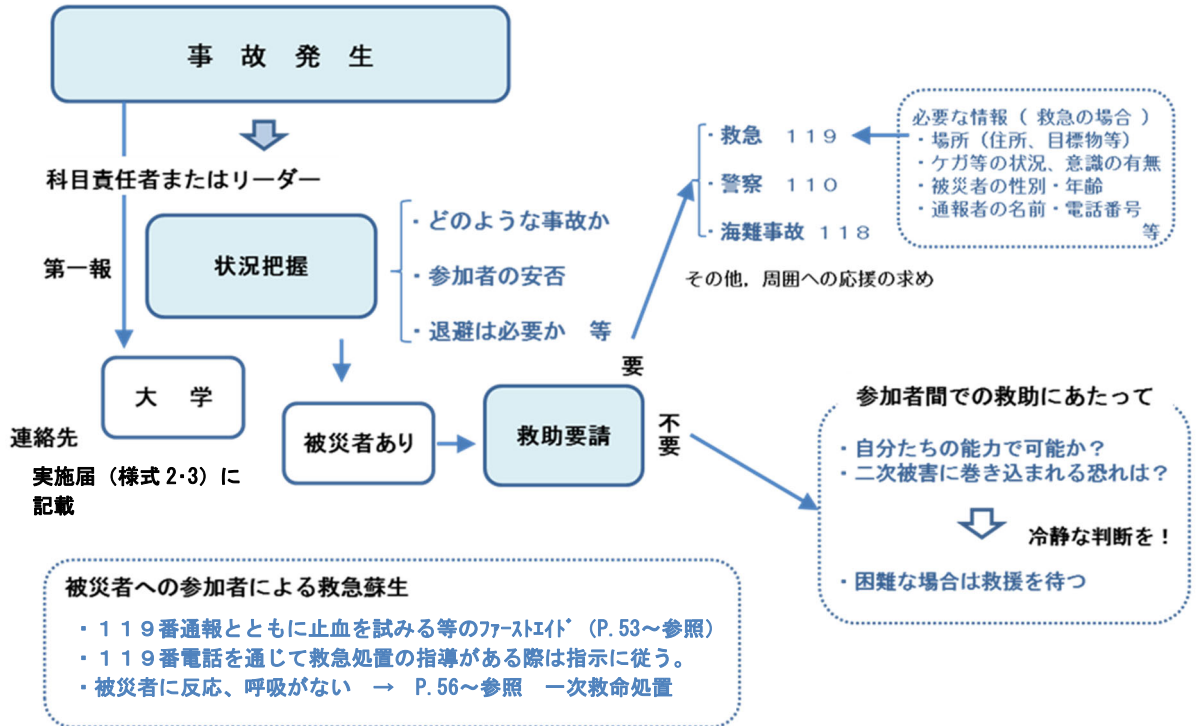 事 故 発 生
科目責任者またはリーダー
第一報
状況把握
・どのような事故か
・参加者の安否
・退避は必要か 等
・救急 １１９
・警察 １１０
・海難事故 １１８
その他，周囲への応援の求め
必要な情報（ 救急の場合 ）
・場所（住所、目標物等）
・ケガ等の状況、意識の有無
・被災者の性別・年齢
・通報者の名前・電話番号
等
大 学
連絡先
実施届（様式 2・3）に
記載
被災者あり
救助要請
要
不要
参加者間での救助にあたって
・自分たちの能力で可能か？
・二次被害に巻き込まれる恐れは？
冷静な判断を！
・困難な場合は救援を待つ
被災者への参加者による救急蘇生
・１１９番通報とともに止血を試みる等のﾌｧｰｽﾄｴｲﾄﾞ（P.53～参照）
・１１９番電話を通じて救急処置の指導がある際は指示に従う。
・被災者に反応、呼吸がない → P.56～参照 一次救命処置